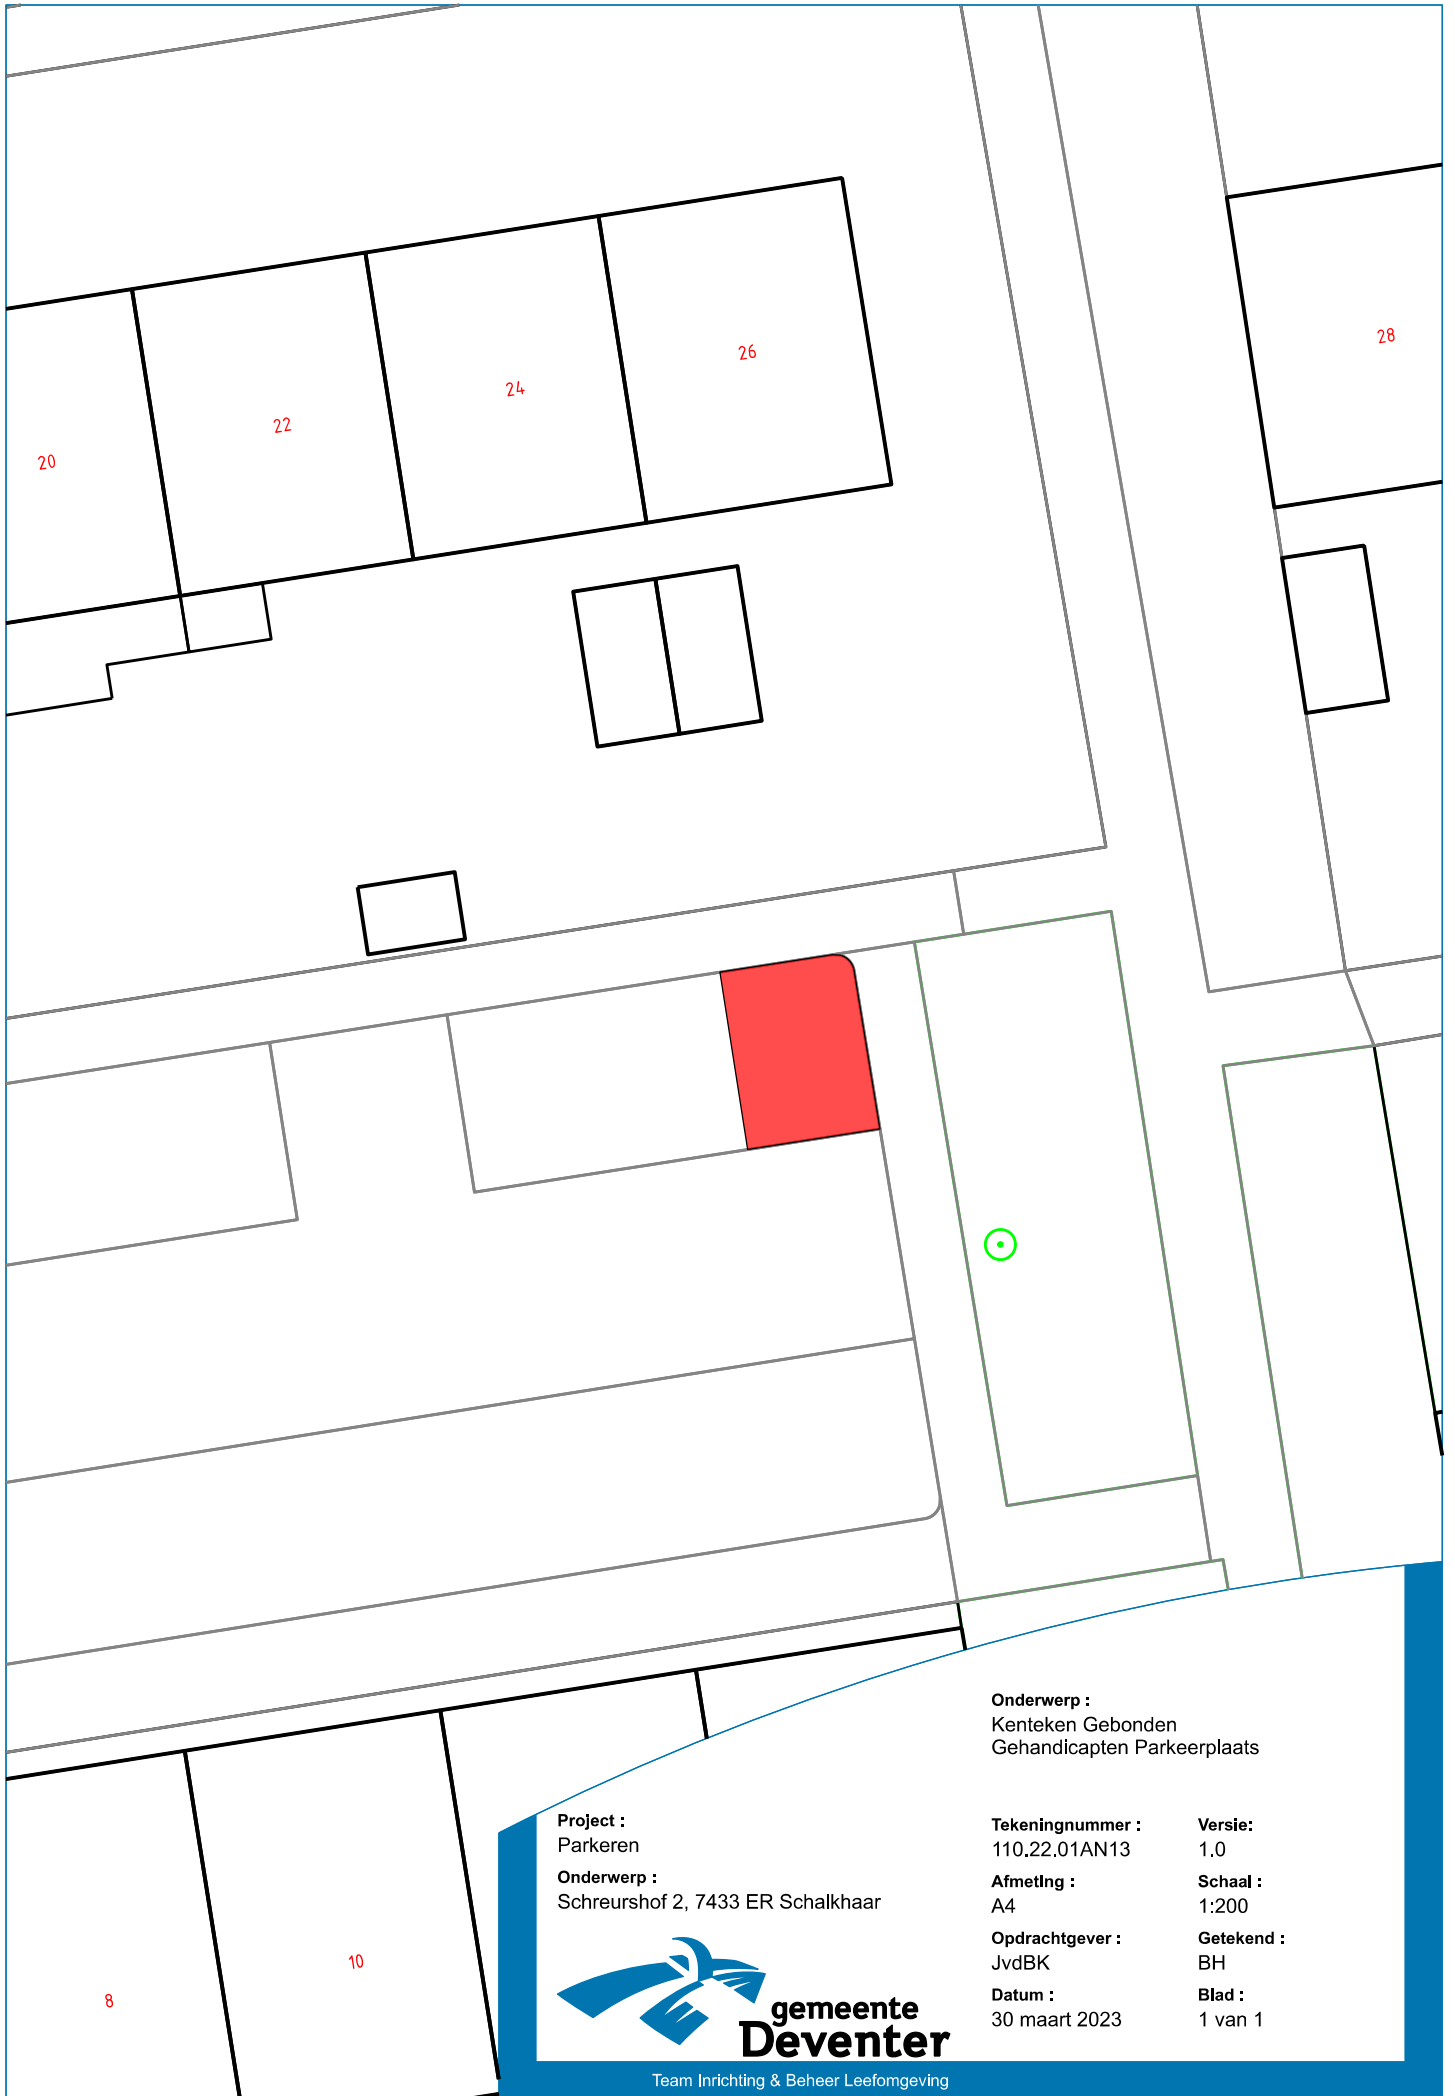 26
28
24
22
20
Onderwerp :
Kenteken Gebonden
Gehandicapten Parkeerplaats
Project :
Parkeren
Onderwerp :
Schreurshof 2, 7433 ER Schalkhaar
Tekeningnummer :
110.22.01AN13
Versie:
1.0
Afmeting :
A4
Schaal :
1:200
Opdrachtgever :
JvdBK
Getekend :
BH
Datum :
30 maart 2023
Blad :
1 van 1
10
8
gemeente
Deventer
Team Inrichting & Beheer Leefomgeving